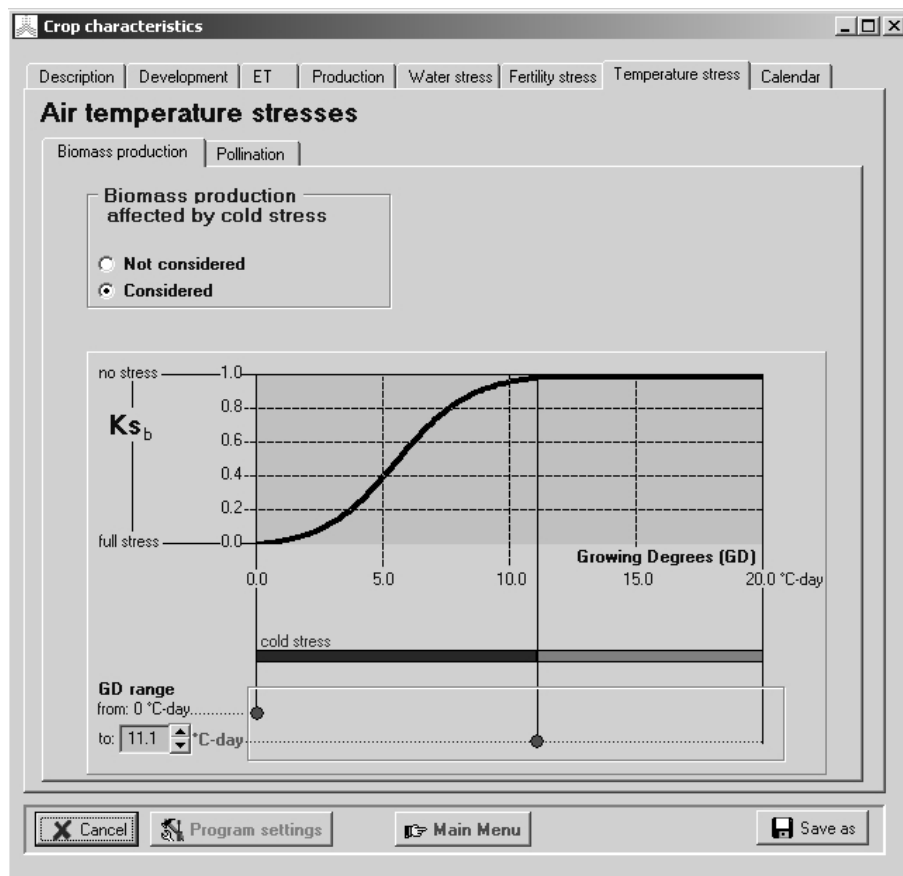 Crop characteristics
Description Development ET Production Water stress Fertility stress Temperature stress Calendar
Air temperature stresses
Biomass production Pollination
Biomass production
affected by cold stress
Not considered
Considered
no stress 1.0
0.8
Ksb
0.6
0.4
0.2
full stress 0.0
Growing Degrees (GD)
0.0 5.0 10.0 15.0 20.0 °C-day
cold stress
GD range
from: 0 °C-day
to: 11.1 °C-day
Cancel Program settings Main Menu Save as